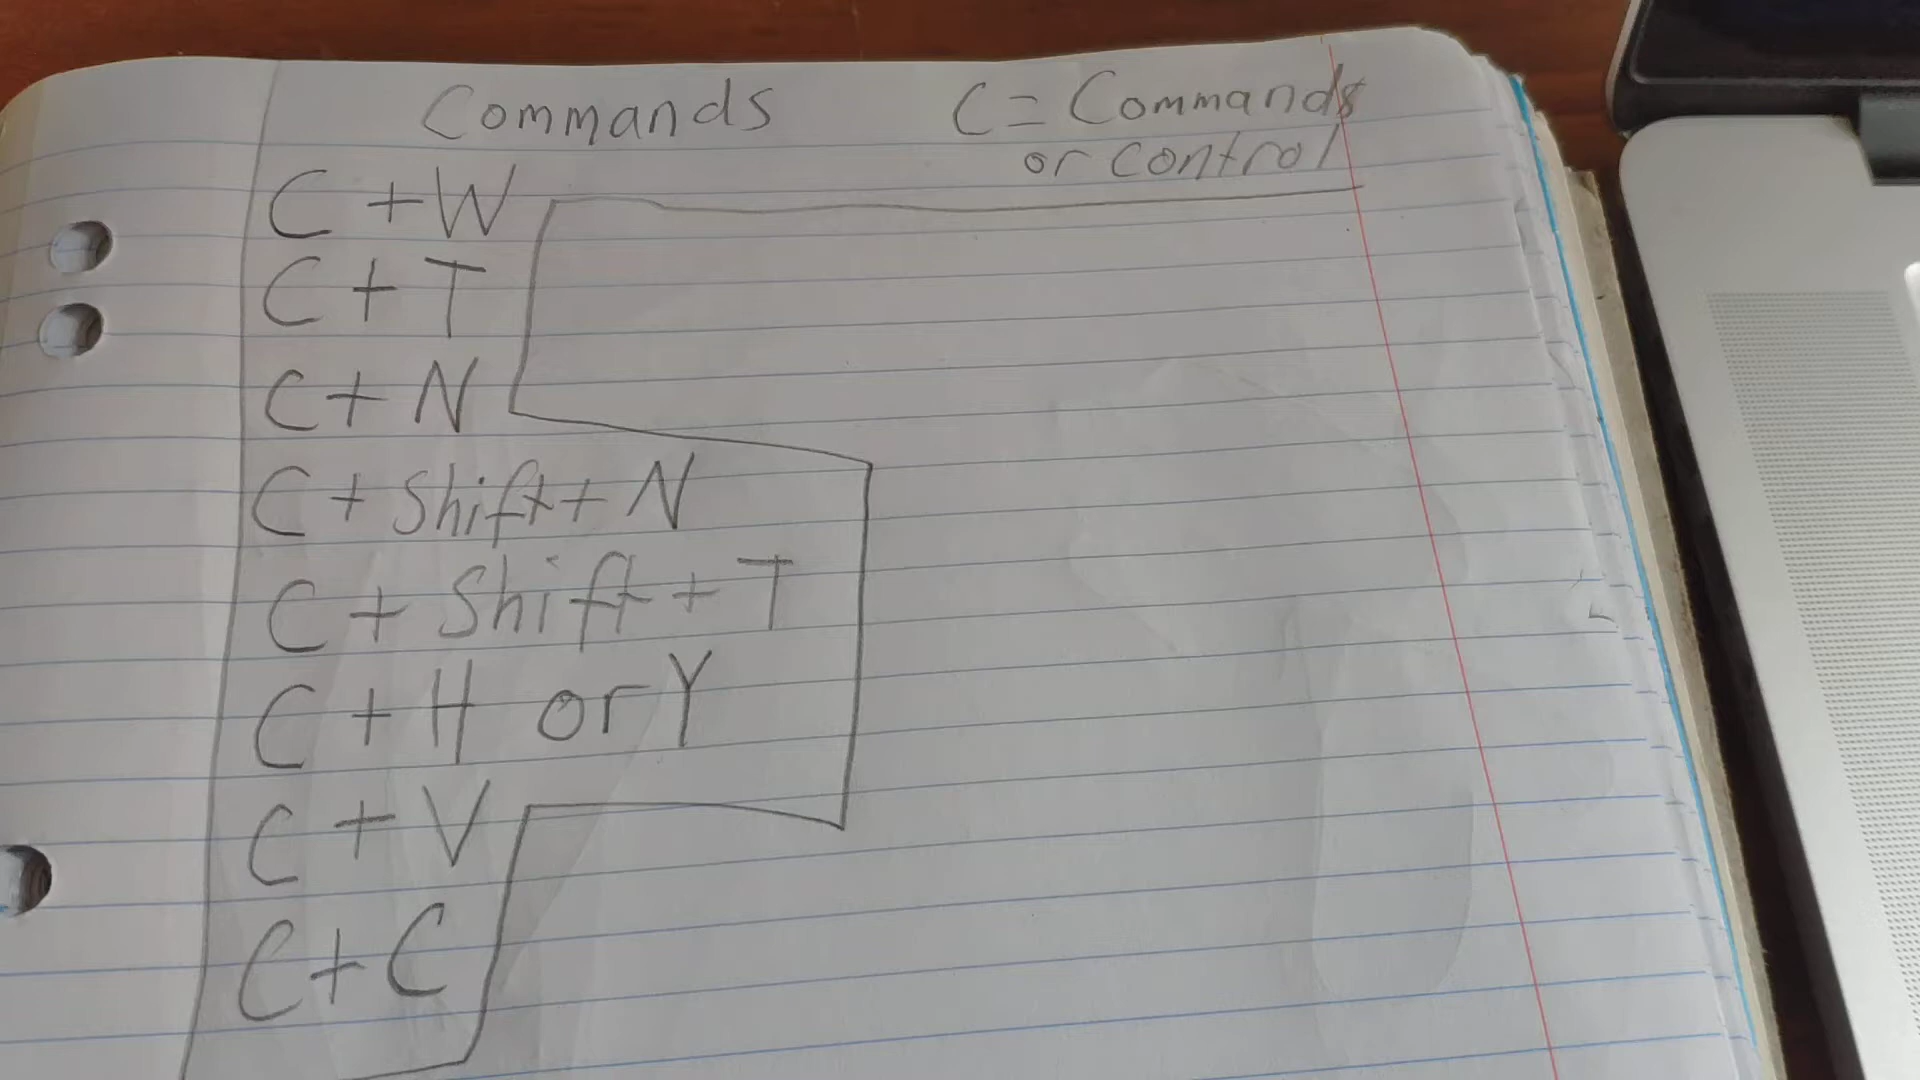 Commands C = Commands
or control
C + W
C + T
C + N
C + Shift + N
C + Shift + T
C + H or Y
C + V
C + C